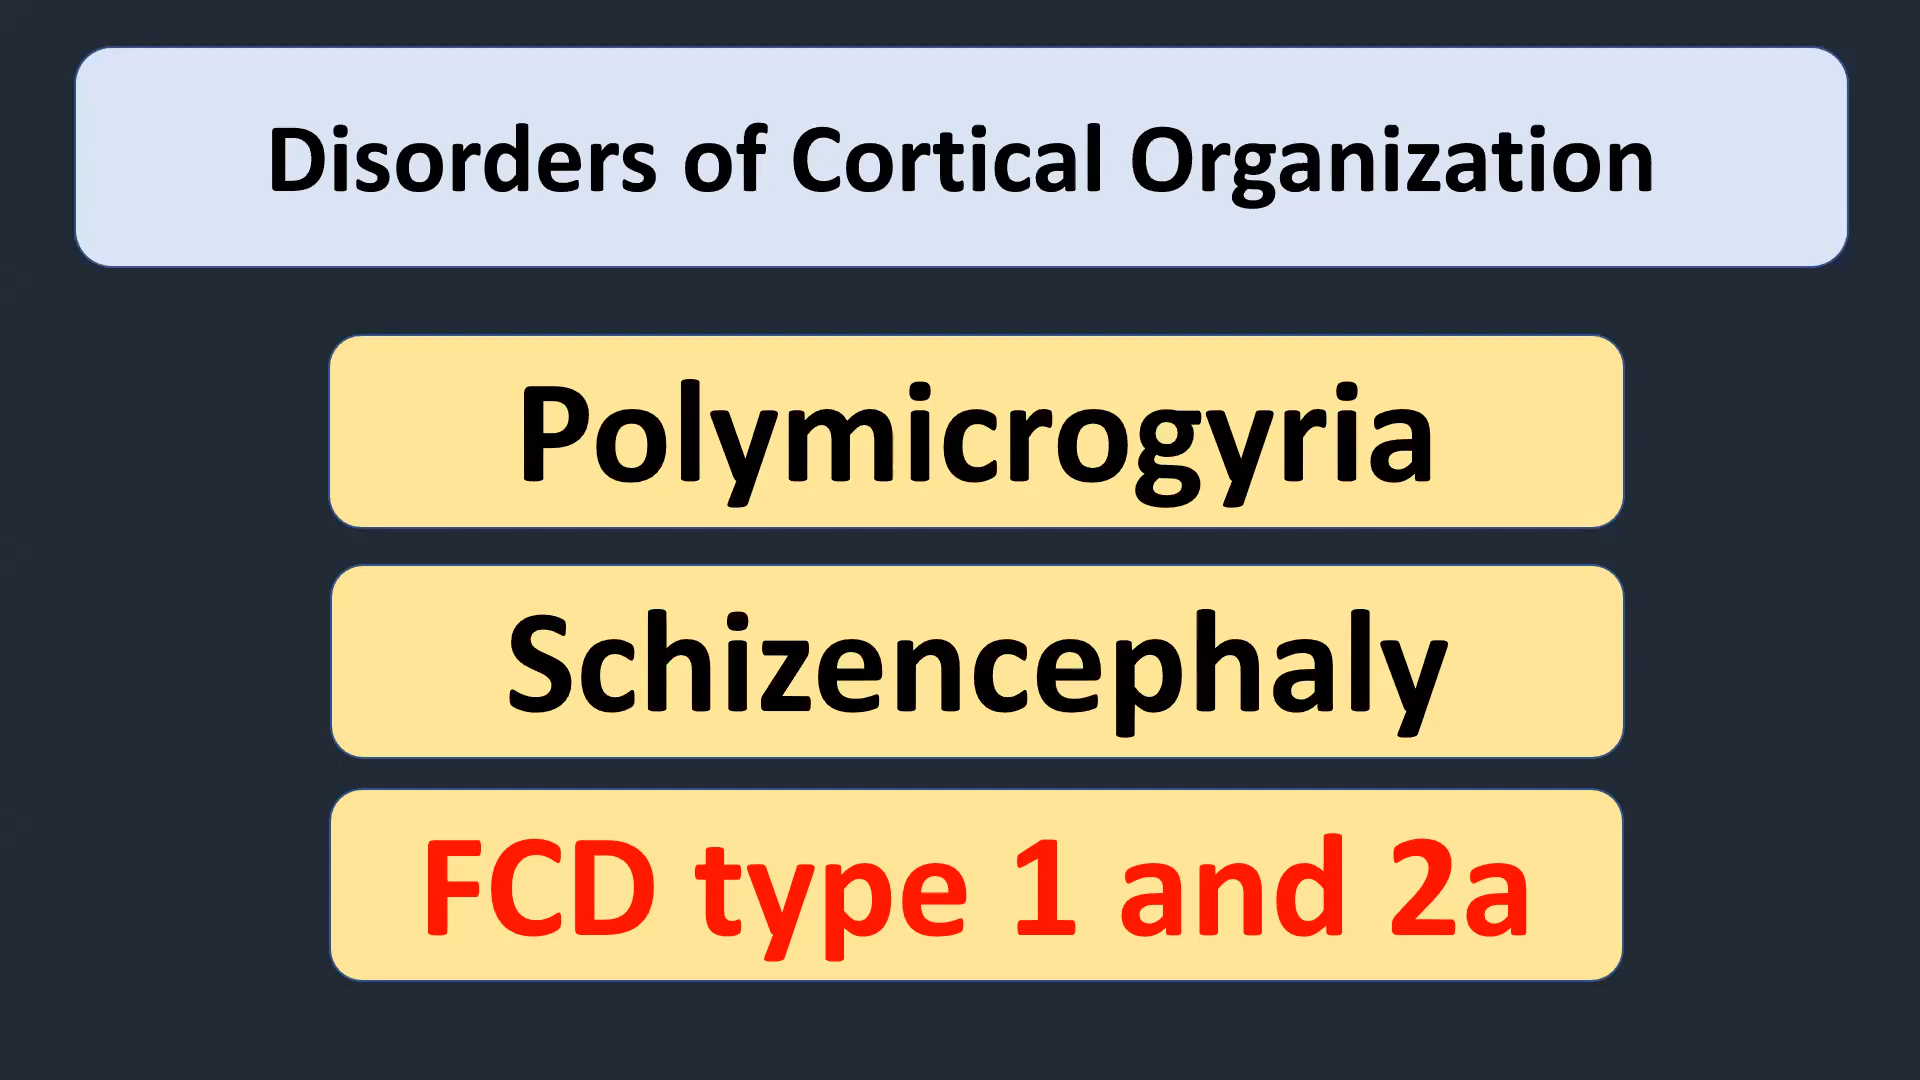 Disorders of Cortical Organization
Polymicrogyria
Schizencephaly
FCD type 1 and 2a